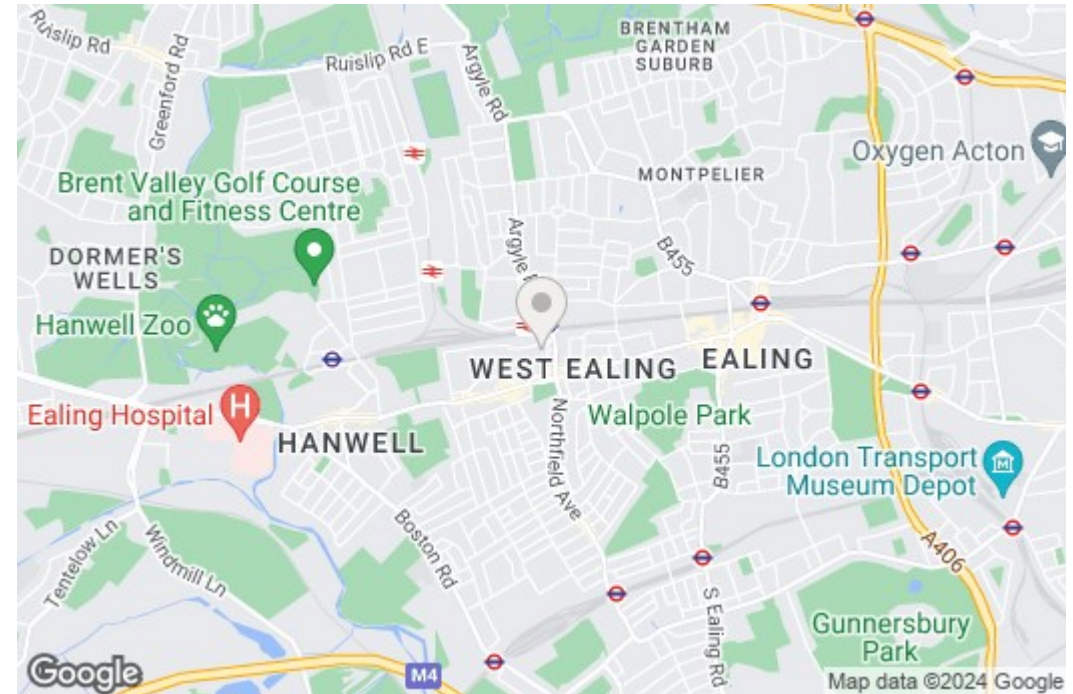 Ruislip Rd
Greenford Rd
Ruislip Rd E
Argyle Rd
BRENTHAM
GARDEN
SUBURB
Oxygen Acton
MONTPELIER
Brent Valley Golf Course
and Fitness Centre
Argyle
B455
DORMER'S
WELLS
Hanwell Zoo
WEST EALING
EALING
Ealing Hospital
H
HANWELL
Walpole Park
Northfield Ave
B455
London Transport
Museum Depot
M
Boston Rd
A406
Tentelow Ln
Windmill Ln
S Ealing Rd
Gunnersbury
Park
M4
Google
Map data ©2024 Google